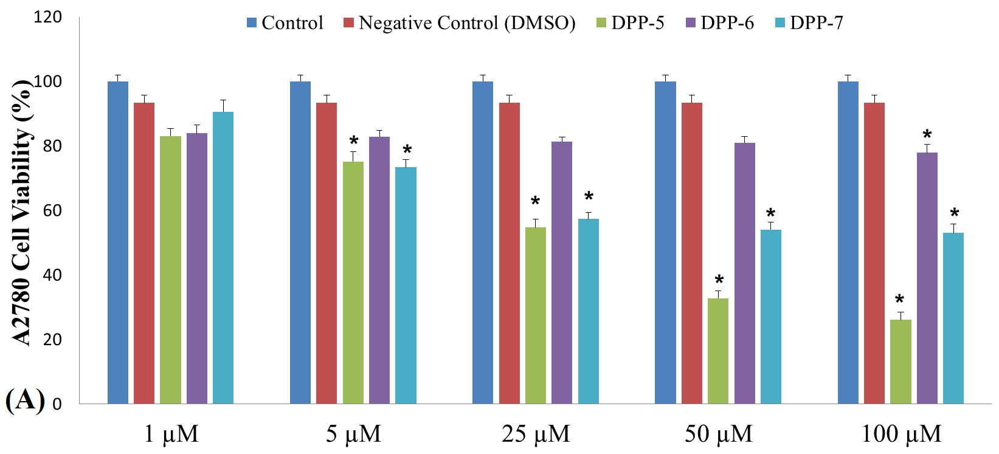 120
Control Negative Control (DMSO) DPP-5 DPP-6 DPP-7
100
80
60
40
20
0
A2780 Cell Viability (%)
* *
* *
* *
* * *
(A)
1 µM 5 µM 25 µM 50 µM 100 µM